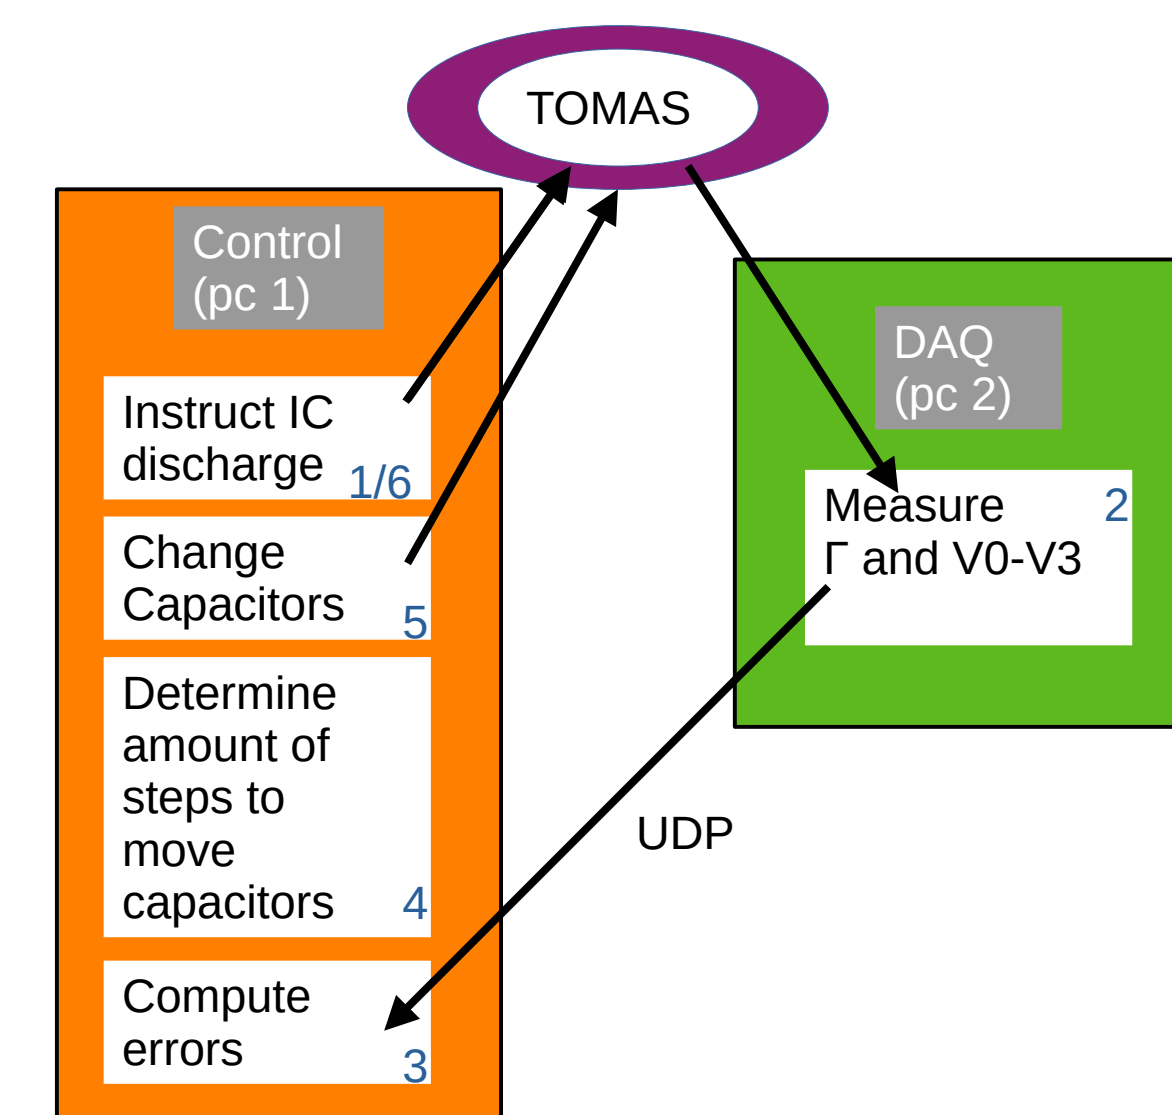 TOMAS
Control
(pc 1)
Instruct IC
discharge
1/6
Change
Capacitors
5
Determine
amount of
steps to
move
capacitors
4
Compute
errors
3
DAQ
(pc 2)
Measure
2
Γ and V0-V3
UDP